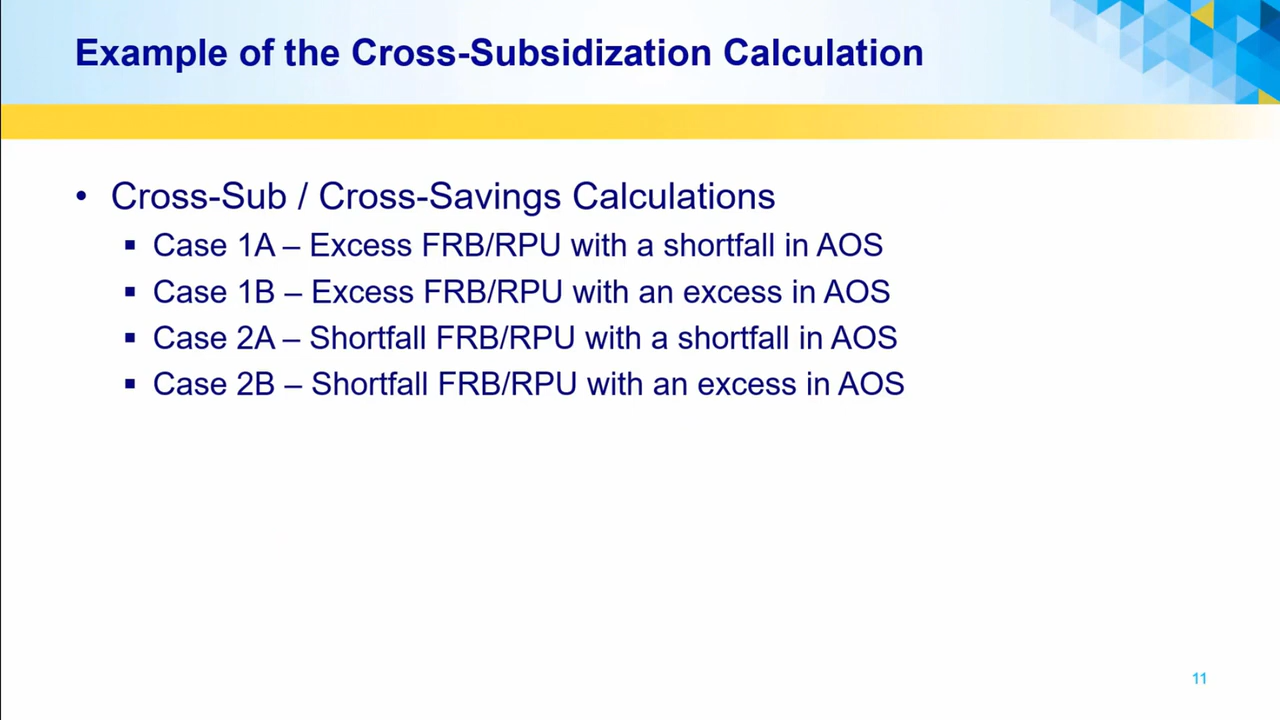 Example of the Cross-Subsidization Calculation
• Cross-Sub / Cross-Savings Calculations
▪ Case 1A – Excess FRB/RPU with a shortfall in AOS
▪ Case 1B – Excess FRB/RPU with an excess in AOS
▪ Case 2A – Shortfall FRB/RPU with a shortfall in AOS
▪ Case 2B – Shortfall FRB/RPU with an excess in AOS
11